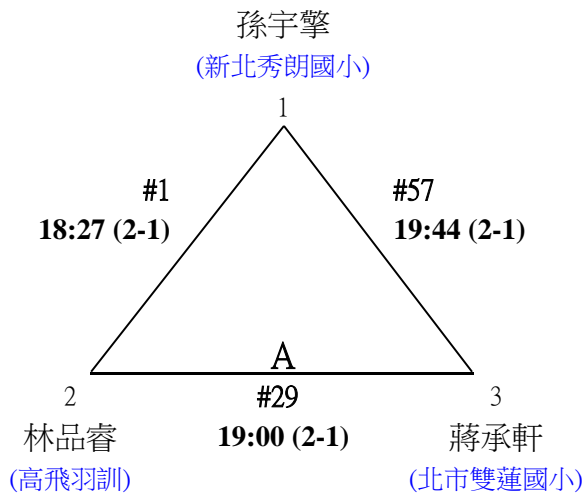 孫宇擎
(新北秀朗國小)
1
#1
#57
18:27 (2-1)
19:44 (2-1)
A
2
#29
3
林品睿
19:00 (2-1)
蔣承軒
(高飛羽訓)
(北市雙蓮國小)